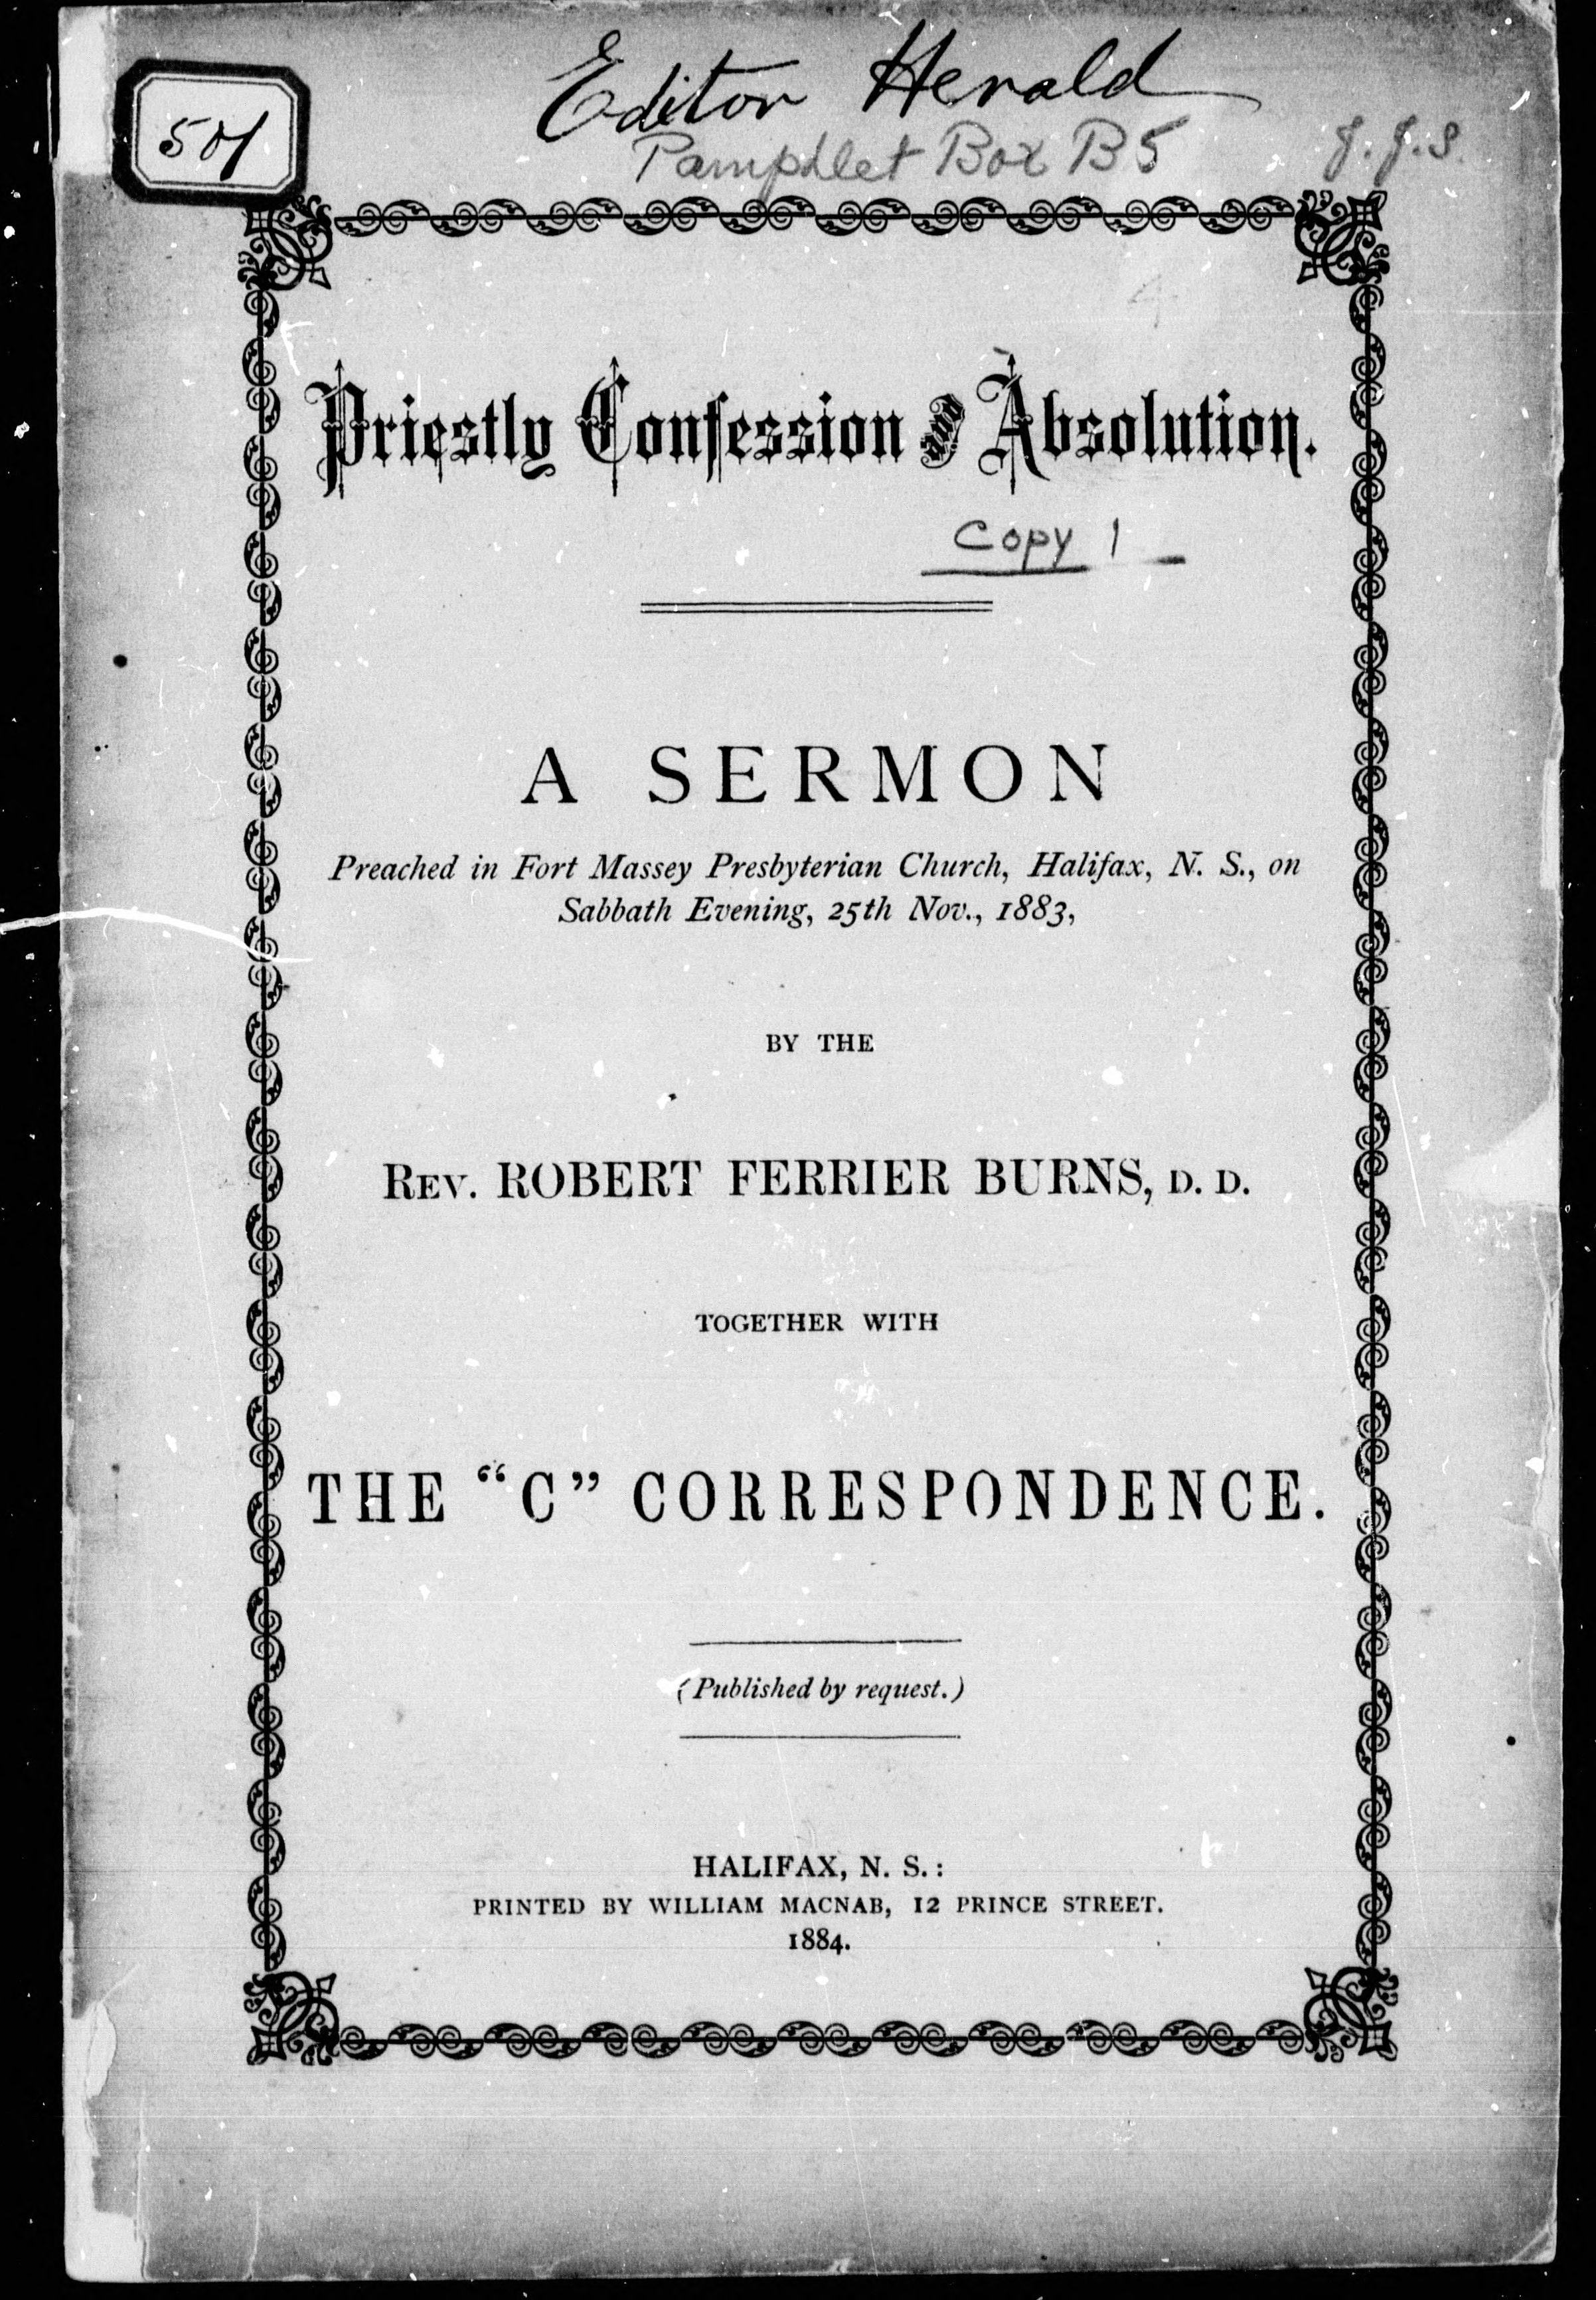 Editor Herald
501
Pamphlet Box B5
J. J. S.
Priestly Confession and Absolution.
Copy 1
A SERMON
Preached in Fort Massey Presbyterian Church, Halifax, N. S., on
Sabbath Evening, 25th Nov., 1883,
BY THE
REV. ROBERT FERRIER BURNS, D. D.
TOGETHER WITH
THE "C" CORRESPONDENCE.
(Published by request.)
HALIFAX, N. S.:
PRINTED BY WILLIAM MACNAB, 12 PRINCE STREET.
1884.